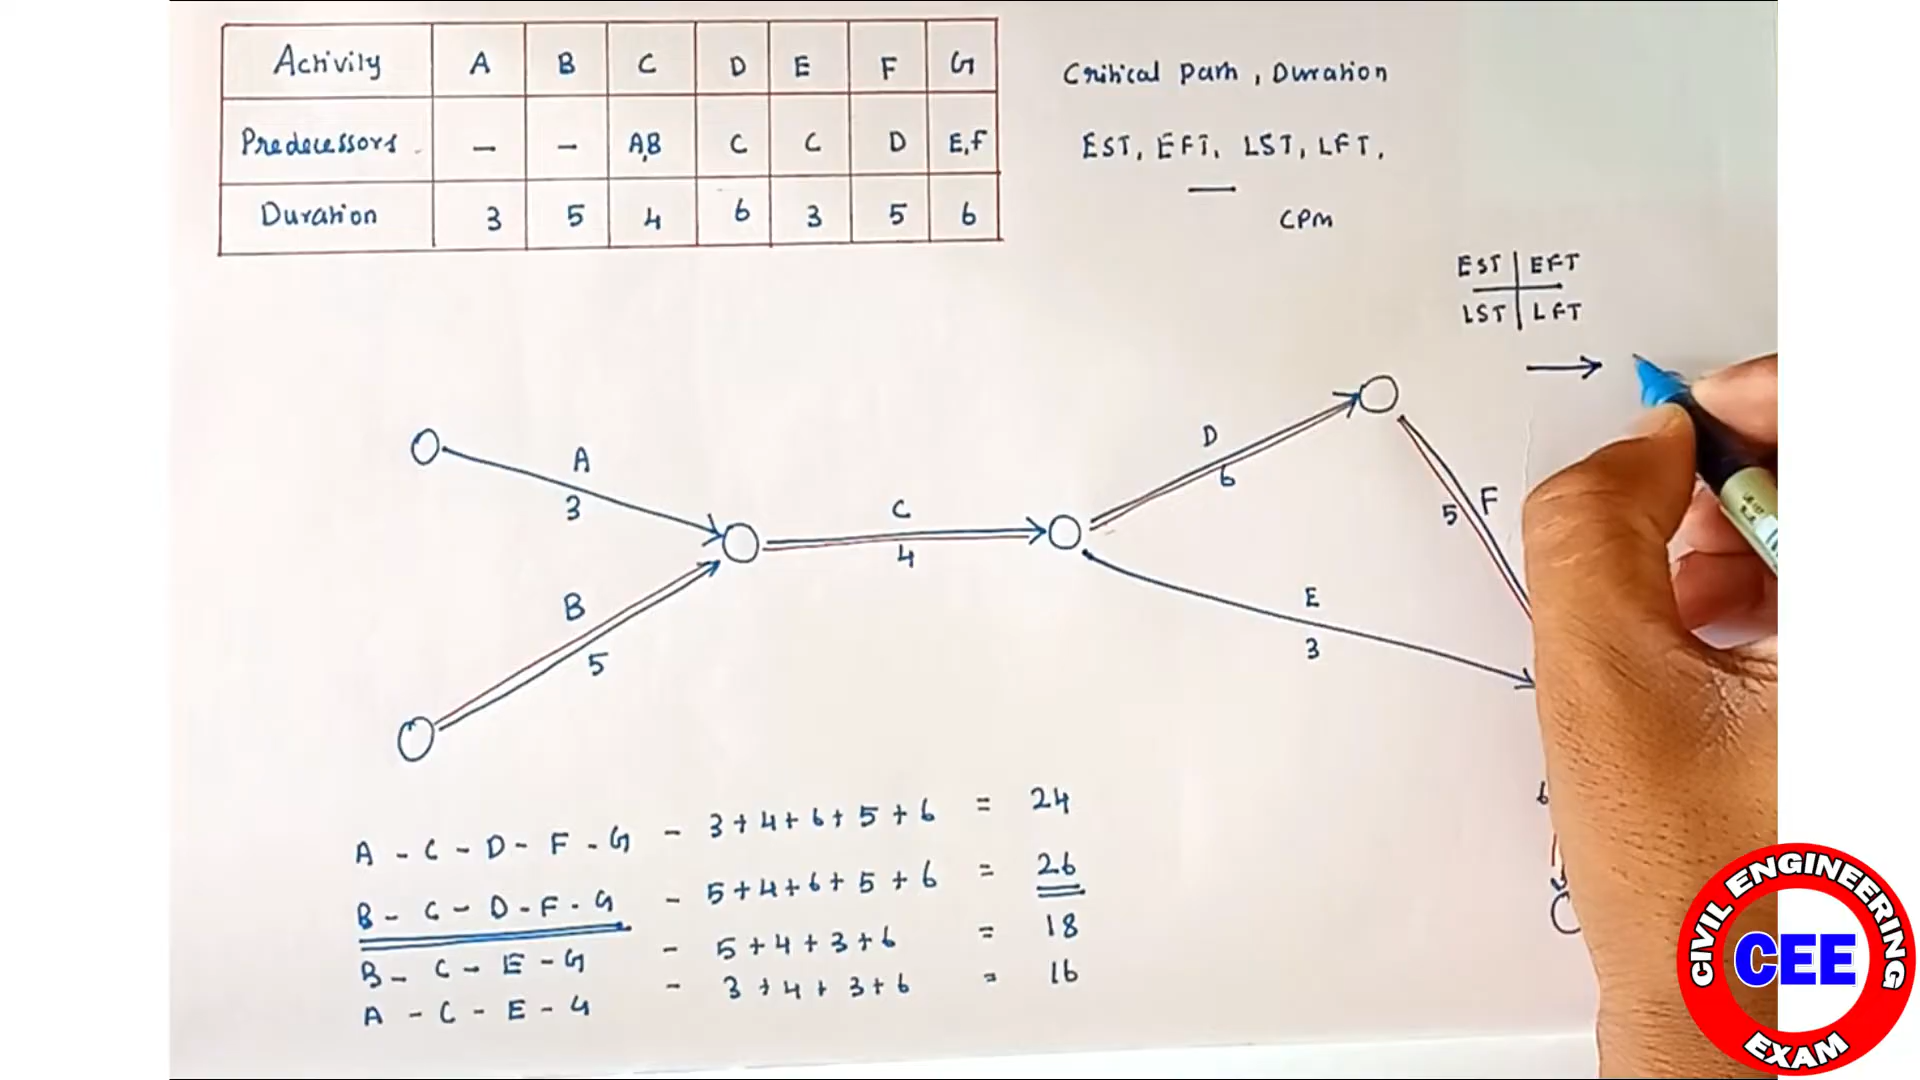 Activity A B C D E F G
Predecessors - - A,B C C D E,F
Duration 3 5 4 6 3 5 6
Critical Path, Duration
EST, EFT, LST, LFT,
CPM
EST EFT
LST LFT
A
3
B
5
C
4
D
6
F
5
E
3
6
A - C - D - F - G - 3+4+6+5+6 = 24
B - C - D - F - G - 5+4+6+5+6 = 26
B - C - E - G - 5+4+3+6 = 18
A - C - E - G - 3+4+3+6 = 16
CIVIL ENGINEERING
CEE
EXAM